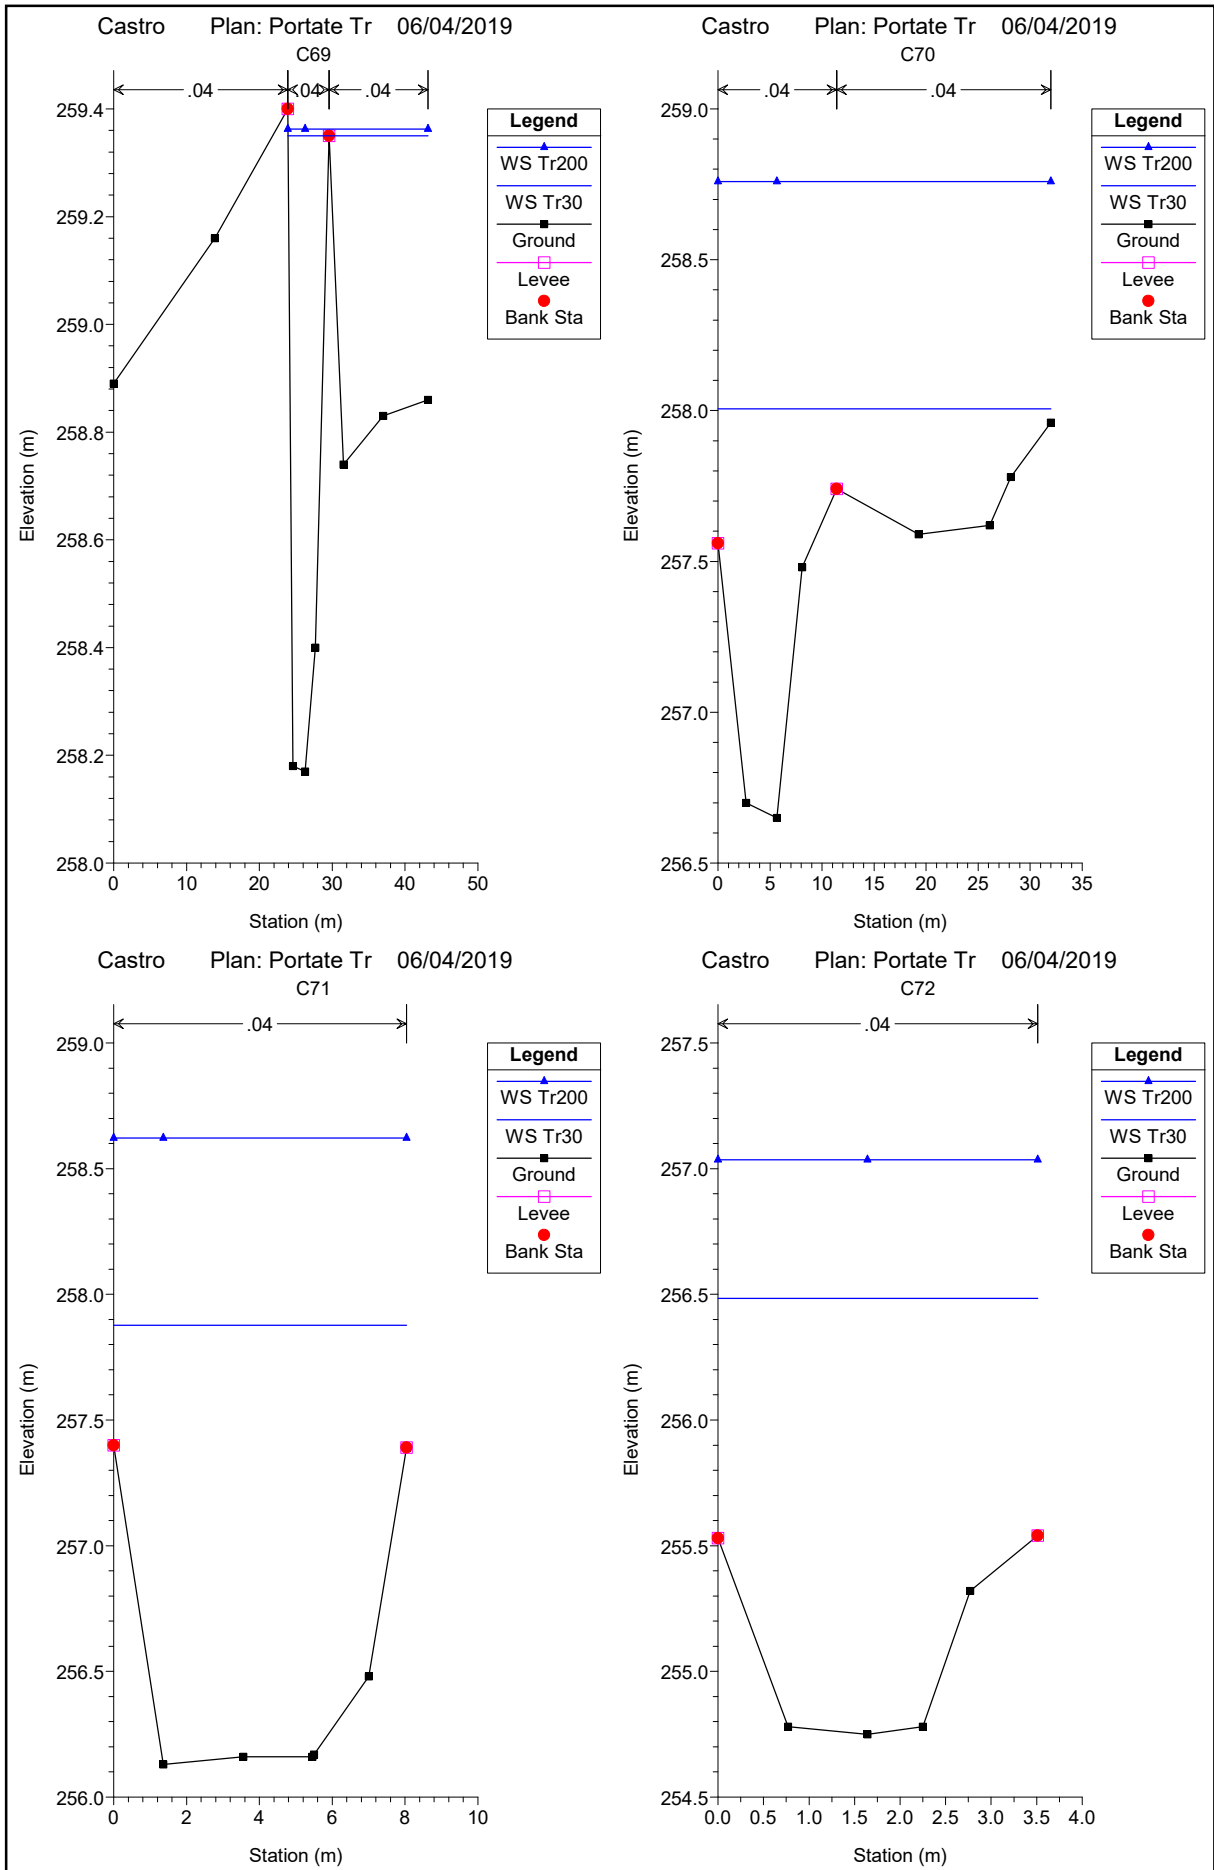 Castro Plan: Portate Tr 06/04/2019
C69
.04 .04 .04
259.4
259.2
259.0
258.8
258.6
258.4
258.2
258.0
Elevation (m)
0 10 20 30 40 50
Station (m)
Legend
WS Tr200
WS Tr30
Ground
Levee
Bank Sta
Castro Plan: Portate Tr 06/04/2019
C70
.04 .04
259.0
258.5
258.0
257.5
257.0
256.5
Elevation (m)
0 5 10 15 20 25 30 35
Station (m)
Legend
WS Tr200
WS Tr30
Ground
Levee
Bank Sta
Castro Plan: Portate Tr 06/04/2019
C71
.04
259.0
258.5
258.0
257.5
257.0
256.5
256.0
Elevation (m)
0 2 4 6 8 10
Station (m)
Legend
WS Tr200
WS Tr30
Ground
Levee
Bank Sta
Castro Plan: Portate Tr 06/04/2019
C72
.04
257.5
257.0
256.5
256.0
255.5
255.0
254.5
Elevation (m)
0.0 0.5 1.0 1.5 2.0 2.5 3.0 3.5 4.0
Station (m)
Legend
WS Tr200
WS Tr30
Ground
Levee
Bank Sta